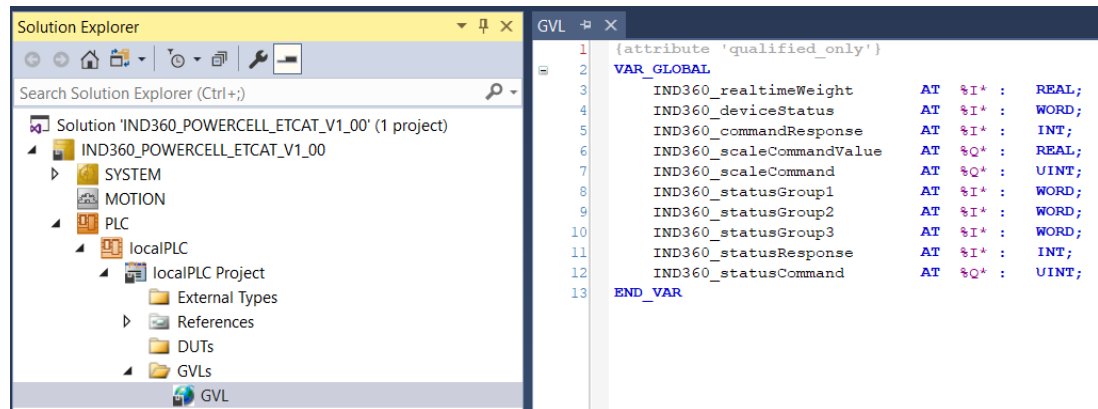 Solution Explorer
Search Solution Explorer (Ctrl+;)
Solution 'IND360_POWERCELL_ETCAT_V1_00' (1 project)
IND360_POWERCELL_ETCAT_V1_00
SYSTEM
MOTION
PLC
localPLC
localPLC Project
External Types
References
DUTs
GVLs
GVL
GVL
1 {attribute 'qualified_only'}
2 VAR_GLOBAL
3 IND360_realtimeWeight AT %I* : REAL;
4 IND360_deviceStatus AT %I* : WORD;
5 IND360_commandResponse AT %I* : INT;
6 IND360_scaleCommandValue AT %Q* : REAL;
7 IND360_scaleCommand AT %Q* : UINT;
8 IND360_statusGroup1 AT %I* : WORD;
9 IND360_statusGroup2 AT %I* : WORD;
10 IND360_statusGroup3 AT %I* : WORD;
11 IND360_statusResponse AT %I* : INT;
12 IND360_statusCommand AT %Q* : UINT;
13 END_VAR